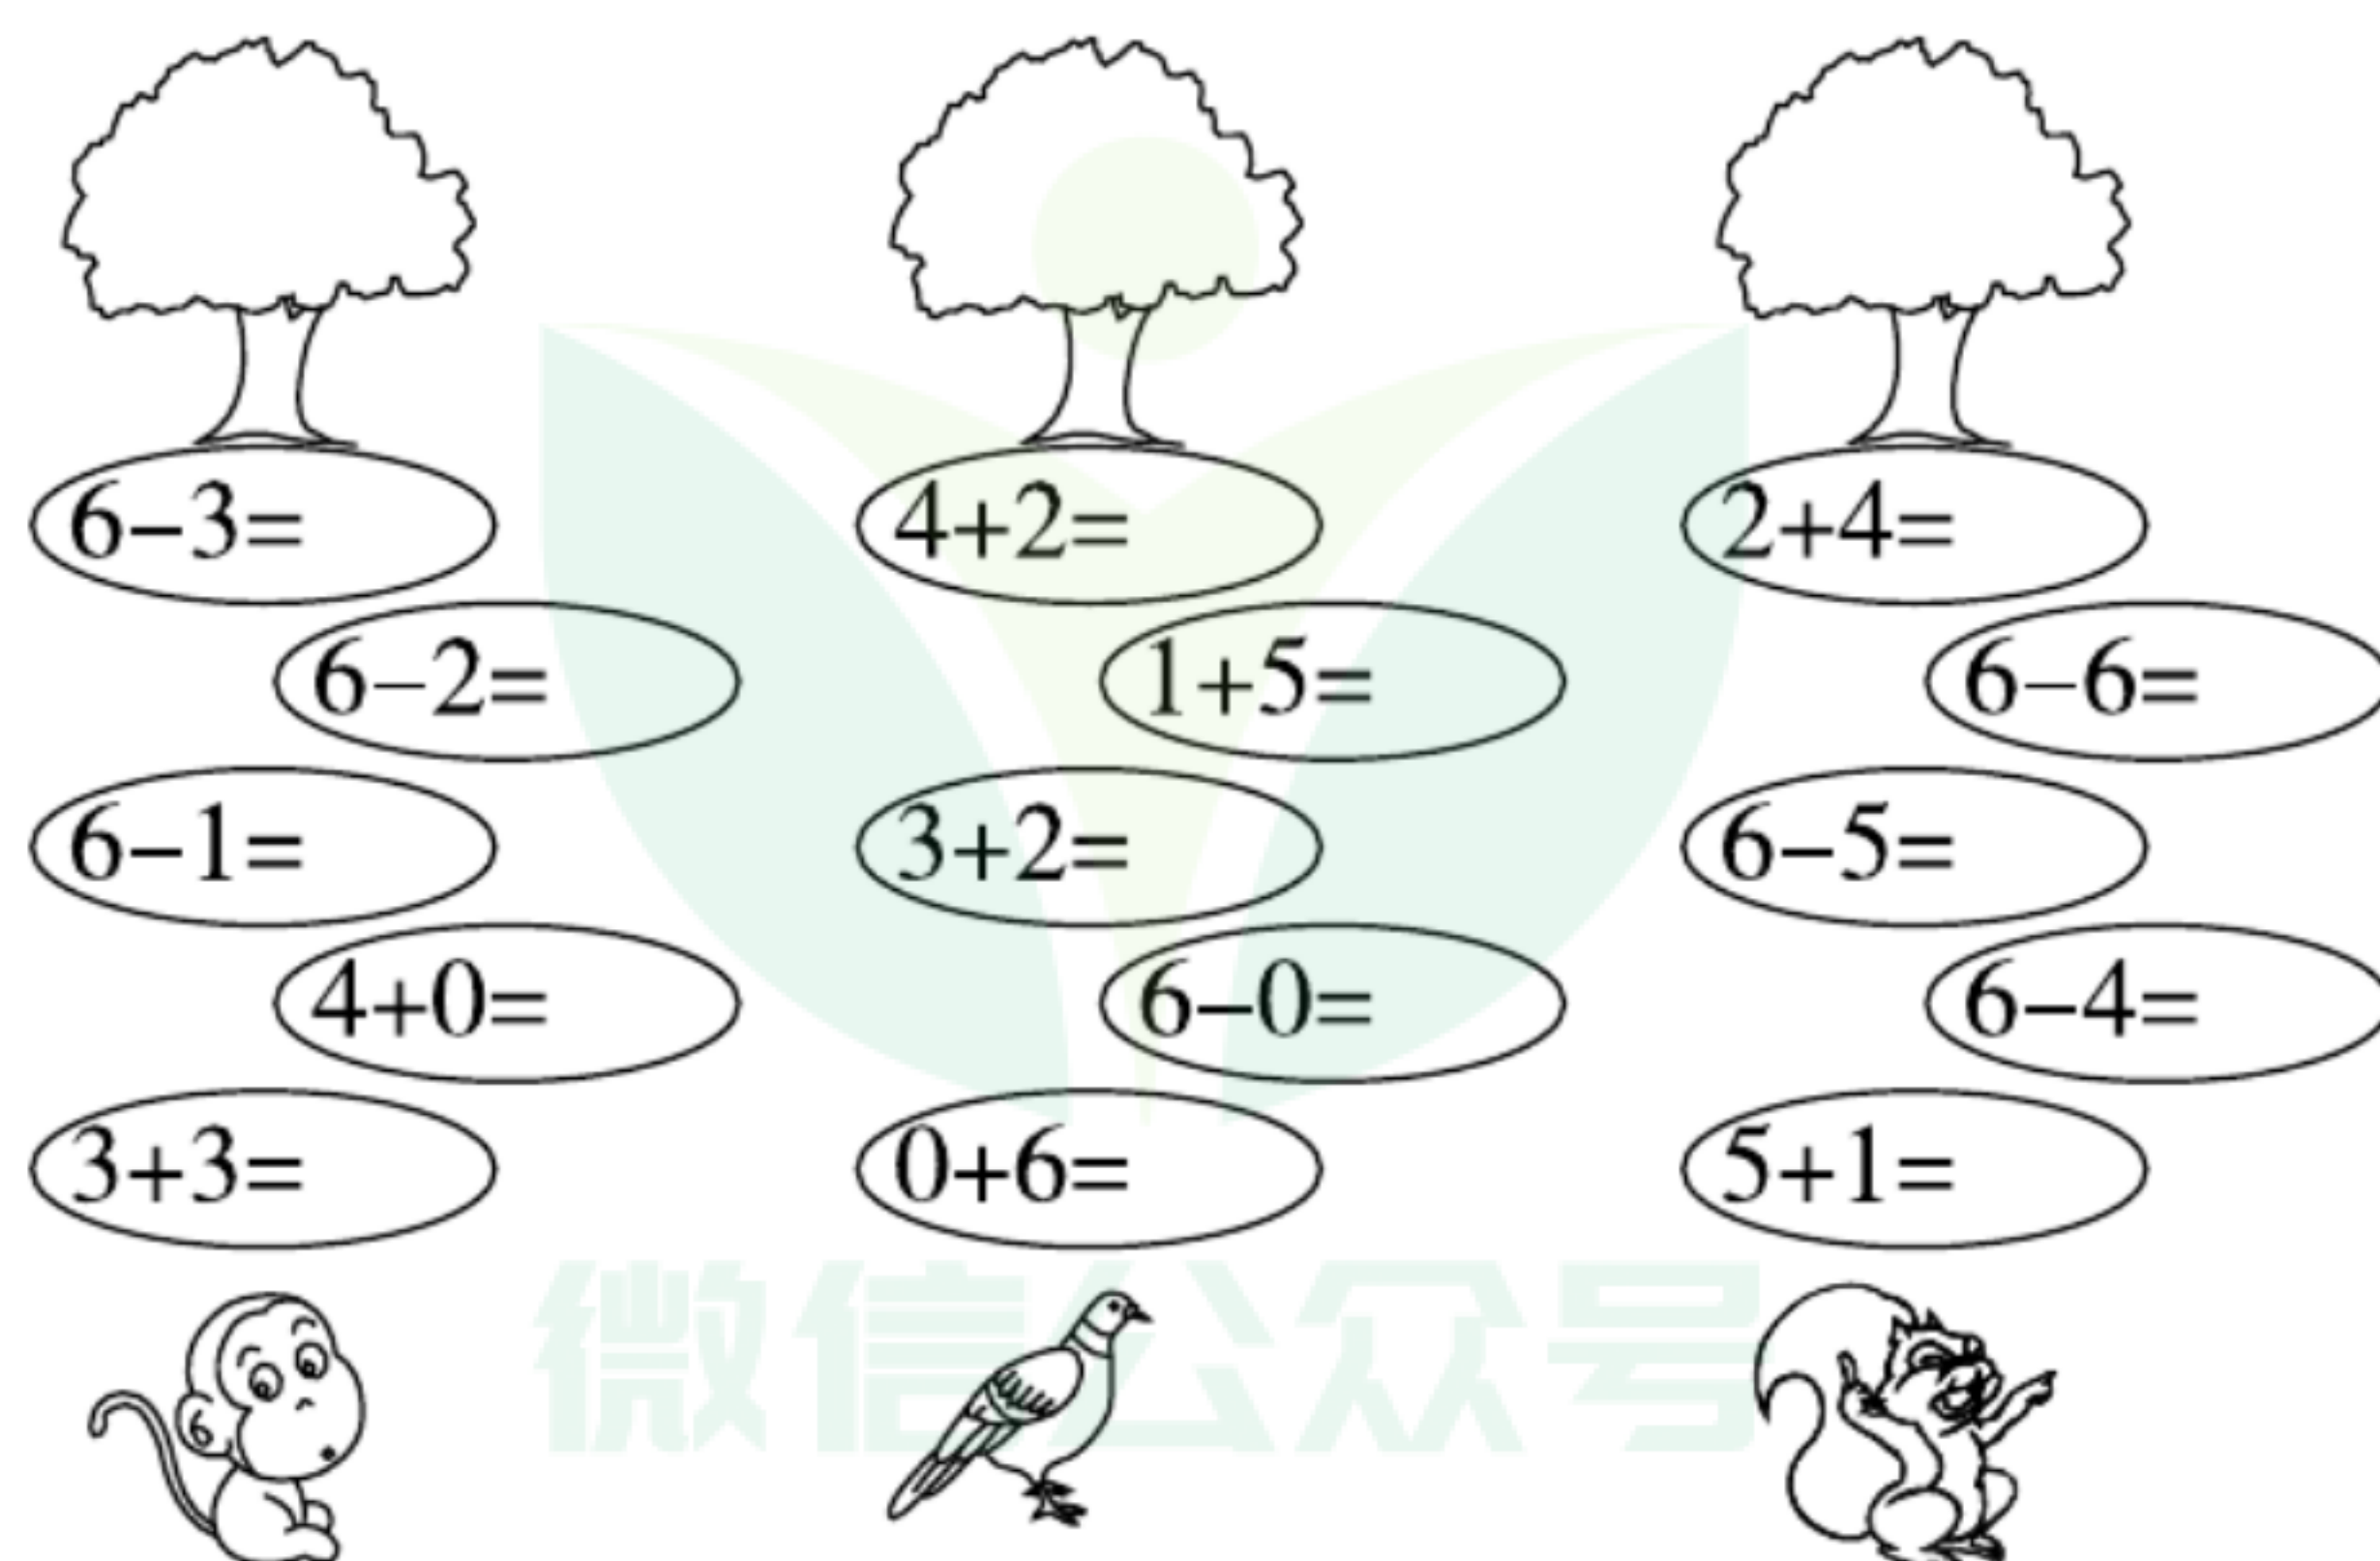 6−3= 4+2= 2+4=
6−2= 1+5= 6−6=
6−1= 3+2= 6−5=
4+0= 6−0= 6−4=
3+3= 0+6= 5+1=
微信公众号